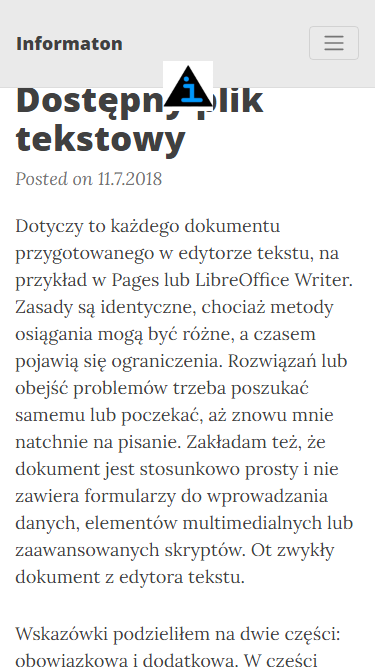 Informaton
Dostępny plik
tekstowy
Posted on 11.7.2018
Dotyczy to każdego dokumentu
przygotowanego w edytorze tekstu, na
przykład w Pages lub LibreOffice Writer.
Zasady są identyczne, chociaż metody
osiągania mogą być różne, a czasem
pojawią się ograniczenia. Rozwiązań lub
obejść problemów trzeba poszukać
samemu lub poczekać, aż znowu mnie
natchnie na pisanie. Zakładam też, że
dokument jest stosunkowo prosty i nie
zawiera formularzy do wprowadzania
danych, elementów multimedialnych lub
zaawansowanych skryptów. Ot zwykły
dokument z edytora tekstu.
Wskazówki podzieliłem na dwie części:
obowiązkową i dodatkową. W części